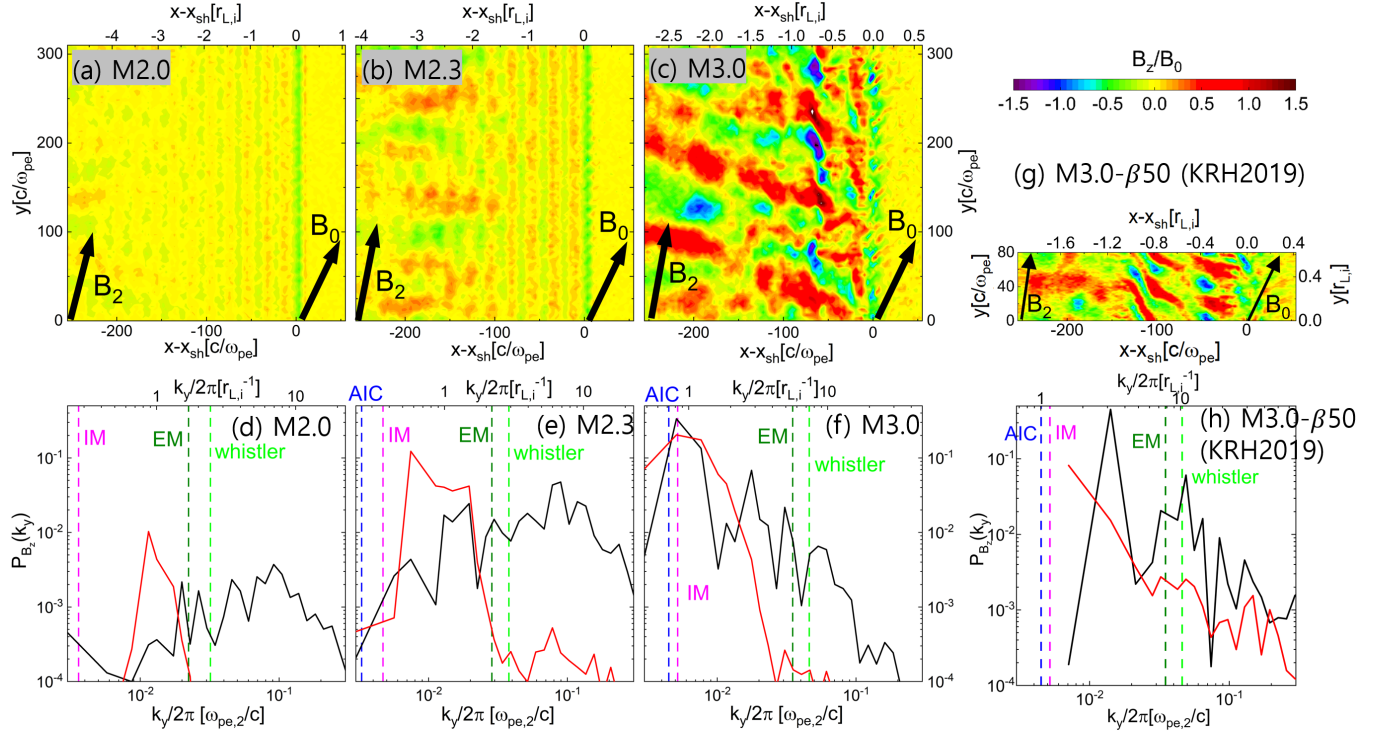 x-x_sh[r_L,i]
x-x_sh[r_L,i]
x-x_sh[r_L,i]
-4 -3 -2 -1 0 1
-4 -3 -2 -1 0
-2.5 -2.0 -1.5 -1.0 -0.5 0.0 0.5
(a) M2.0
(b) M2.3
(c) M3.0
B_z/B_0
-1.5 -1.0 -0.5 0.0 0.5 1.0 1.5
300
200
100
0
y[c/ω_pe]
B_2
B_0
B_2
B_0
B_2
B_0
300
200
100
0
y[c/ω_pe]
-200 -100 0
-200 -100 0
-200 -100 0
x-x_sh[c/ω_pe]
x-x_sh[c/ω_pe]
x-x_sh[c/ω_pe]
(g) M3.0-β50 (KRH2019)
x-x_sh[r_L,i]
-1.6 -1.2 -0.8 -0.4 0.0 0.4
80
40
0
y[c/ω_pe]
B_2
B_0
0.4
0.0
y[r_L,i]
-200 -100 0
x-x_sh[c/ω_pe]
k_y/2π[r_L,i^-1]
1 10
(d) M2.0
IM
EM
whistler
10^-1
10^-2
10^-3
10^-4
P_Bz(k_y)
10^-2 10^-1
k_y/2π [ω_pe,2/c]
k_y/2π[r_L,i^-1]
1 10
AIC
(e) M2.3
IM
EM
whistler
10^-2 10^-1
k_y/2π [ω_pe,2/c]
k_y/2π[r_L,i^-1]
1 10
AIC
(f) M3.0
EM
whistler
IM
10^-1
10^-2
10^-3
10^-4
10^-2 10^-1
k_y/2π [ω_pe,2/c]
k_y/2π[r_L,i^-1]
1 10
(h) M3.0-β50
(KRH2019)
AIC
IM
EM
whistler
10^-1
10^-2
10^-3
10^-4
P_Bz(k_y)
10^-2 10^-1
k_y/2π[ω_pe,2/c]